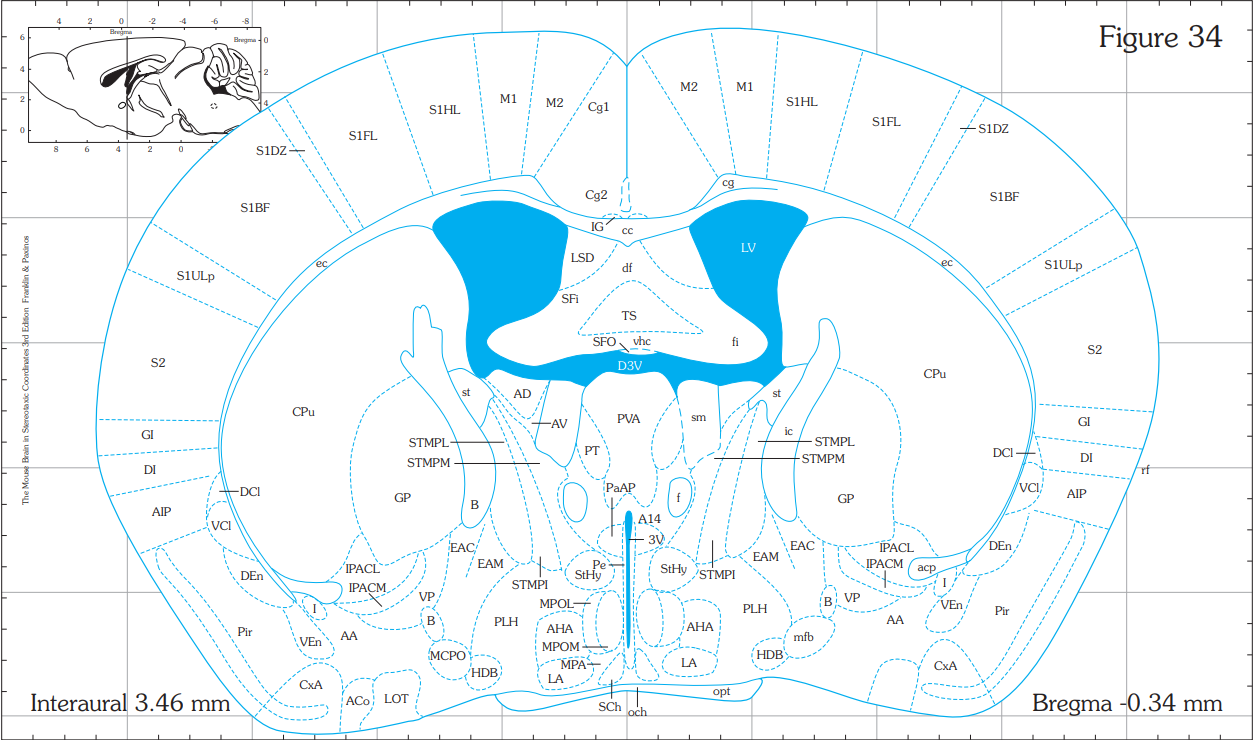 Figure 34
4 2 0 -2 -4 -6 -8
Bregma
Bregma 0
6
4
2
0
2
4
8 6 4 2 0 -2
M2 M1 S1HL
S1HL M1 M2 Cg1
S1FL S1FL
S1DZ S1DZ
cg
Cg2
S1BF S1BF
IG cc
LV
LSD df
ec ec
S1ULp S1ULp
SFi
TS
SFO vhc fi
S2 S2
D3V
CPu CPu
st AD st
AV PVA sm
GI GI
ic
STMPL STMPL
PT
DCl
STMPM STMPM
DI DI rf
DCl PaAP VCl
GP B f GP AIP
AIP A14
VCl 3V
EAC EAC IPACL DEn
EAM Pe EAM IPACM
IPACL StHy StHy STMPI acp
DEn IPACM STMPI I
VP B VP
I MPOL VEn
PLH PLH Pir
B AA
Pir AA AHA AHA mfb
VEn MPOM
MCPO MPA LA HDB CxA
HDB LA
CxA
ACo LOT opt
SCh och
Interaural 3.46 mm
Bregma -0.34 mm
The Mouse Brain in Stereotaxic Coordinates 3rd Edition Franklin & Paxinos